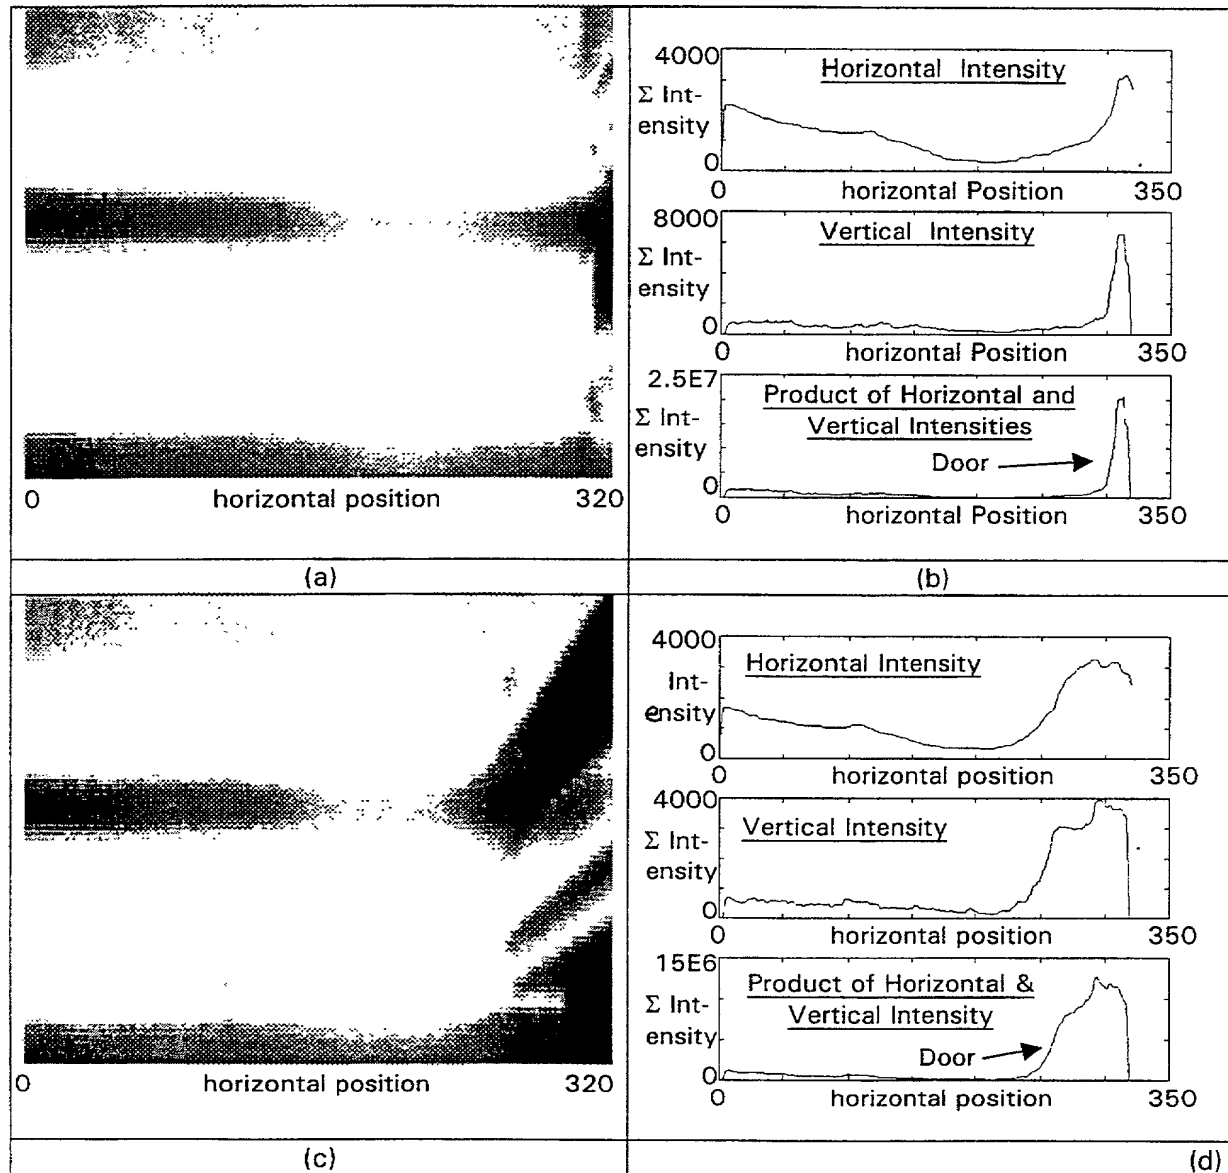 0 horizontal position 320
(a)
4000
Horizontal Intensity
Σ Int-
ensity
0
0 horizontal Position 350
8000
Vertical Intensity
Σ Int-
ensity
0
0 horizontal Position 350
2.5E7
Product of Horizontal and
Vertical Intensities
Σ Int-
ensity
Door
0
0 horizontal Position 350
(b)
0 horizontal position 320
(c)
4000
Horizontal Intensity
Int-
ensity
0
0 horizontal position 350
4000
Vertical Intensity
Σ Int-
ensity
0
0 horizontal position 350
15E6
Product of Horizontal &
Vertical Intensity
Σ Int-
ensity
Door
0
0 horizontal position 350
(d)